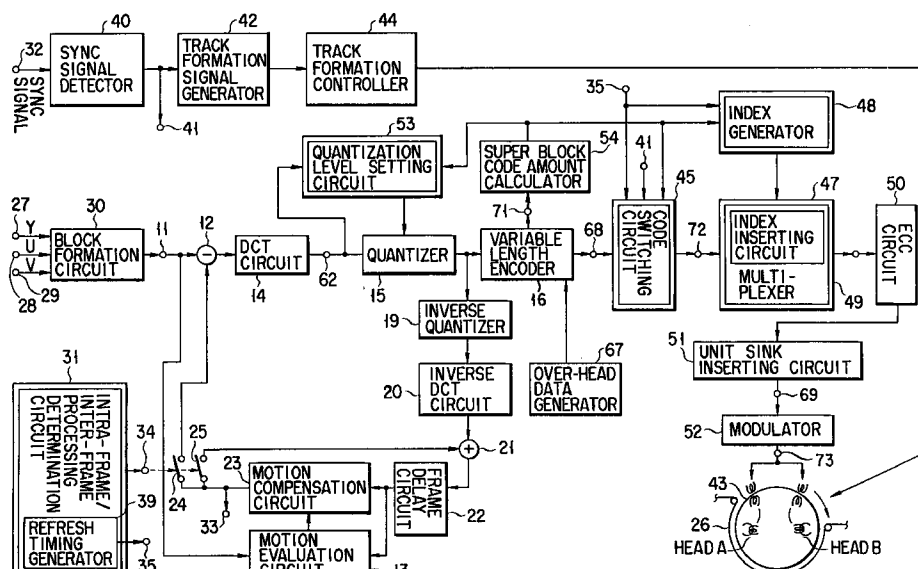 32
SYNC
SIGNAL
40
SYNC
SIGNAL
DETECTOR
41
42
TRACK
FORMATION
SIGNAL
GENERATOR
44
TRACK
FORMATION
CONTROLLER
53
QUANTIZATION
LEVEL SETTING
CIRCUIT
54
SUPER BLOCK
CODE AMOUNT
CALCULATOR
71
35
41
45
CODE
SWITCHING
CIRCUIT
48
INDEX
GENERATOR
47
INDEX
INSERTING
CIRCUIT
MULTI-
PLEXER
49
50
ECC
CIRCUIT
27
Y
U
V
28
29
30
BLOCK
FORMATION
CIRCUIT
11
12
DCT
CIRCUIT
14
62
QUANTIZER
15
VARIABLE
LENGTH
ENCODER
16
68
72
19
INVERSE
QUANTIZER
20
INVERSE
DCT
CIRCUIT
67
OVER-HEAD
DATA
GENERATOR
51
UNIT SINK
INSERTING CIRCUIT
69
52
MODULATOR
73
31
INTRA-FRAME/
INTER-FRAME
PROCESSING
DETERMINATION
CIRCUIT
34
39
REFRESH
TIMING
GENERATOR
35
24
25
33
21
23
MOTION
COMPENSATION
CIRCUIT
FRAME
DELAY
CIRCUIT
22
MOTION
EVALUATION
CIRCUIT
13
43
26
HEAD A
HEAD B